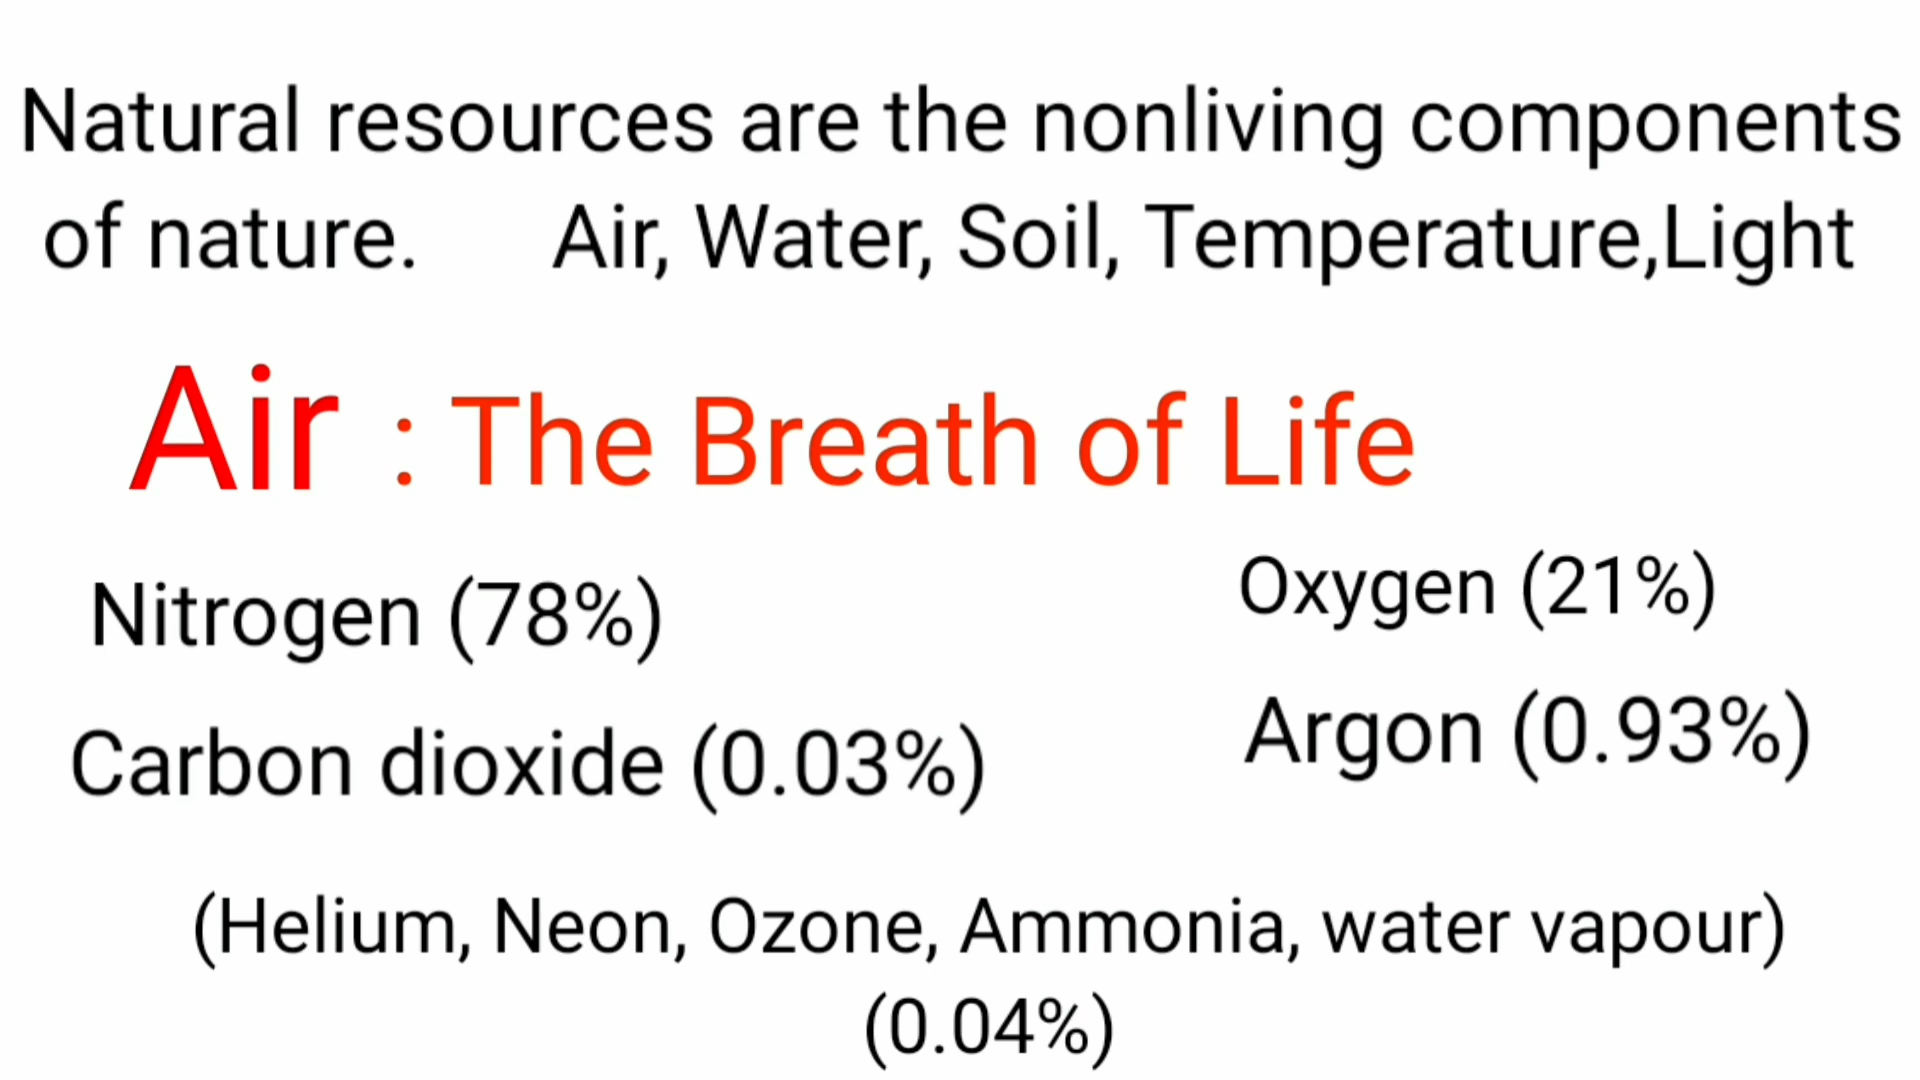 Natural resources are the nonliving components
of nature. Air, Water, Soil, Temperature,Light
Air : The Breath of Life
Nitrogen (78%)
Oxygen (21%)
Carbon dioxide (0.03%)
Argon (0.93%)
(Helium, Neon, Ozone, Ammonia, water vapour)
(0.04%)